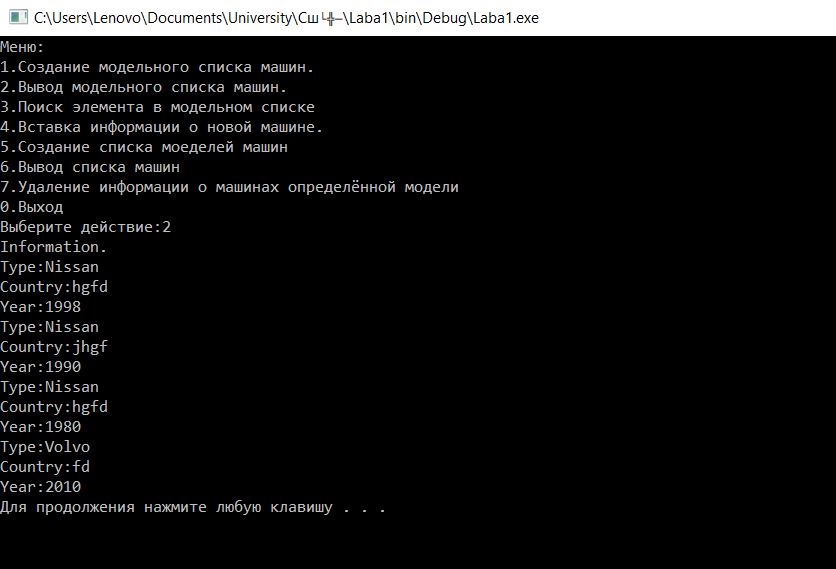 C:\Users\Lenovo\Documents\University\Сш└╬─\Laba1\bin\Debug\Laba1.exe
Меню:
1.Создание модельного списка машин.
2.Вывод модельного списка машин.
3.Поиск элемента в модельном списке
4.Вставка информации о новой машине.
5.Создание списка моеделей машин
6.Вывод списка машин
7.Удаление информации о машинах определённой модели
0.Выход
Выберите действие:2
Information.
Type:Nissan
Country:hgfd
Year:1998
Type:Nissan
Country:jhgf
Year:1990
Type:Nissan
Country:hgfd
Year:1980
Type:Volvo
Country:fd
Year:2010
Для продолжения нажмите любую клавишу . . .